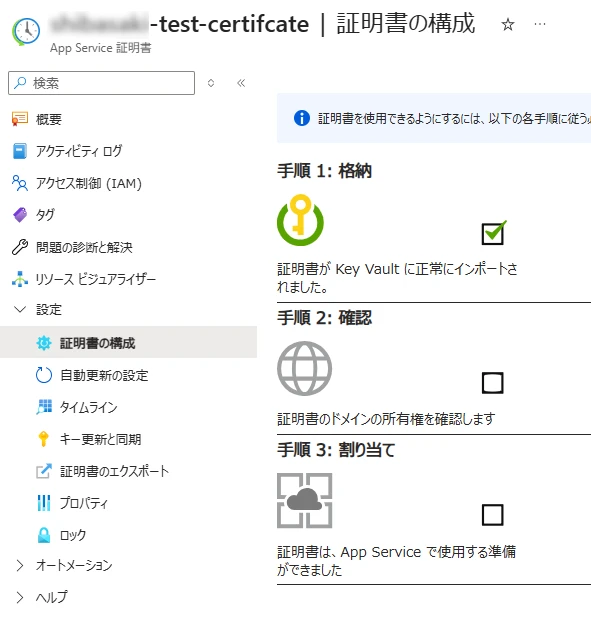 -test-certifcate | 証明書の構成
App Service 証明書
検索
概要
アクティビティ ログ
アクセス制御 (IAM)
タグ
問題の診断と解決
リソース ビジュアライザー
設定
証明書の構成
自動更新の設定
タイムライン
キー更新と同期
証明書のエクスポート
プロパティ
ロック
オートメーション
ヘルプ
証明書を使用できるようにするには、以下の各手順に従う
手順 1: 格納
証明書が Key Vault に正常にインポートさ
れました。
手順 2: 確認
証明書のドメインの所有権を確認します
手順 3: 割り当て
証明書は、App Service で使用する準備
ができました